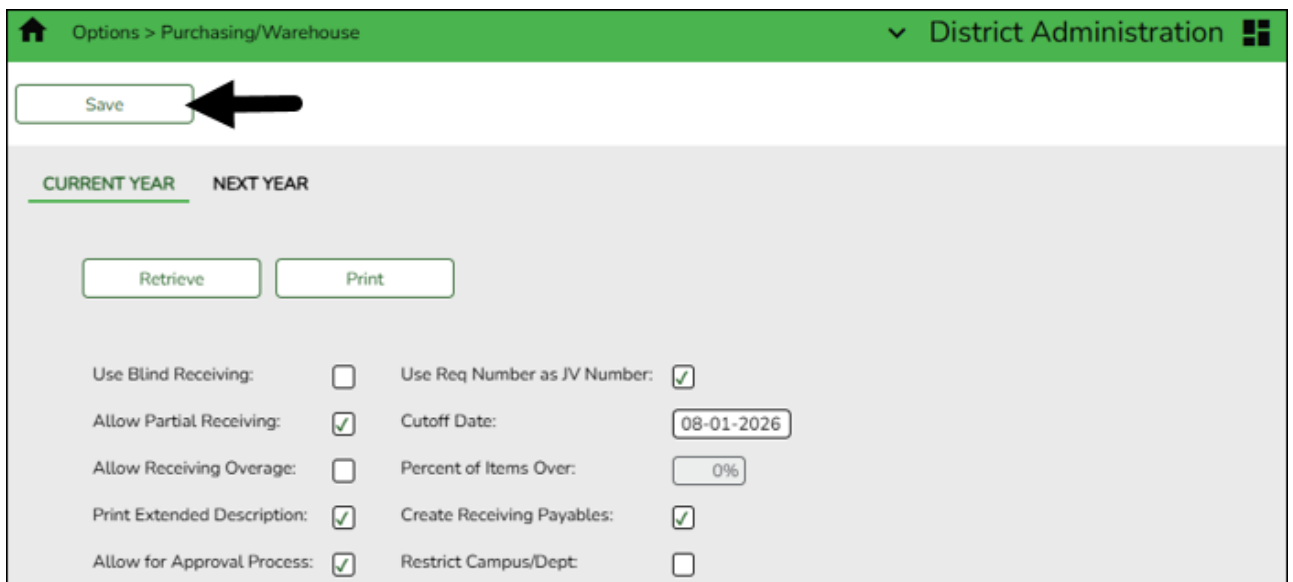 Options > Purchasing/Warehouse District Administration
Save
CURRENT YEAR NEXT YEAR
Retrieve Print
Use Blind Receiving: Use Req Number as JV Number:
Allow Partial Receiving: Cutoff Date: 08-01-2026
Allow Receiving Overage: Percent of Items Over: 0%
Print Extended Description: Create Receiving Payables:
Allow for Approval Process: Restrict Campus/Dept: